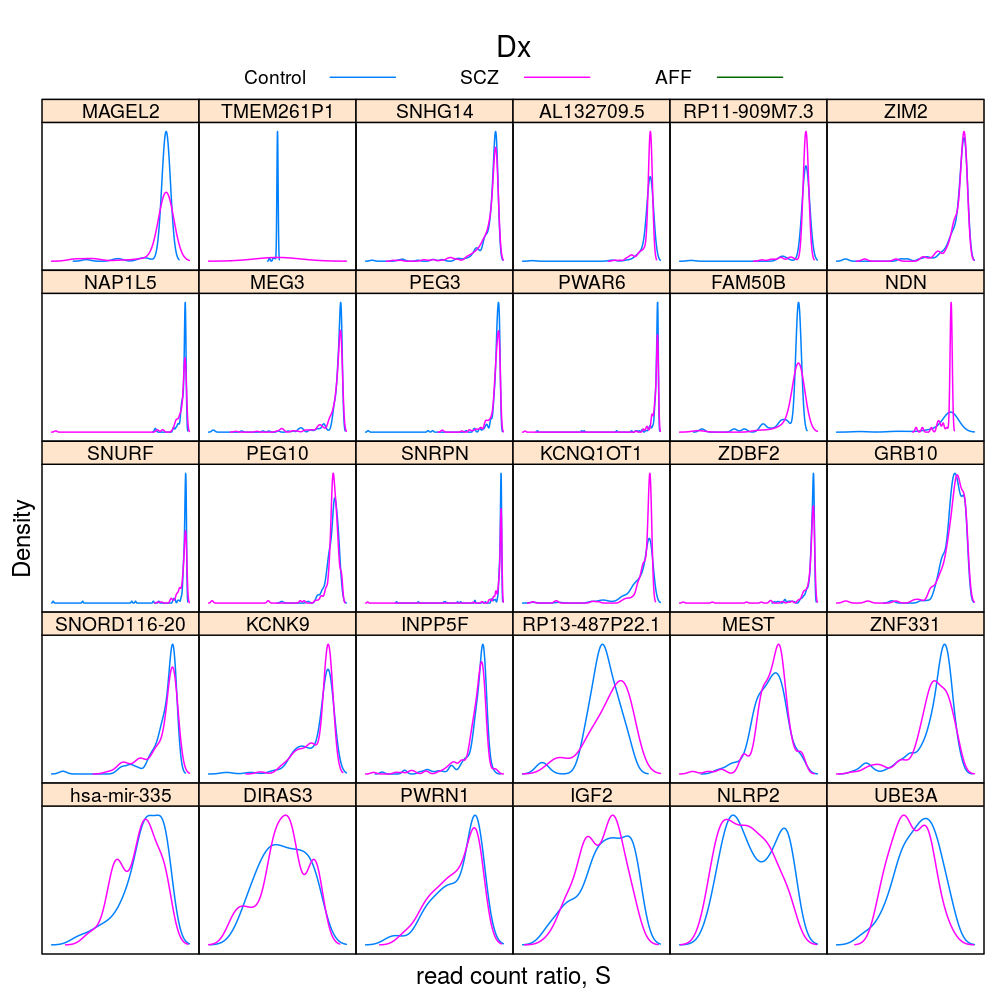 Dx
Control SCZ AFF
MAGEL2 TMEM261P1 SNHG14 AL132709.5 RP11-909M7.3 ZIM2
NAP1L5 MEG3 PEG3 PWAR6 FAM50B NDN
SNURF PEG10 SNRPN KCNQ1OT1 ZDBF2 GRB10
SNORD116-20 KCNK9 INPP5F RP13-487P22.1 MEST ZNF331
hsa-mir-335 DIRAS3 PWRN1 IGF2 NLRP2 UBE3A
Density
read count ratio, S